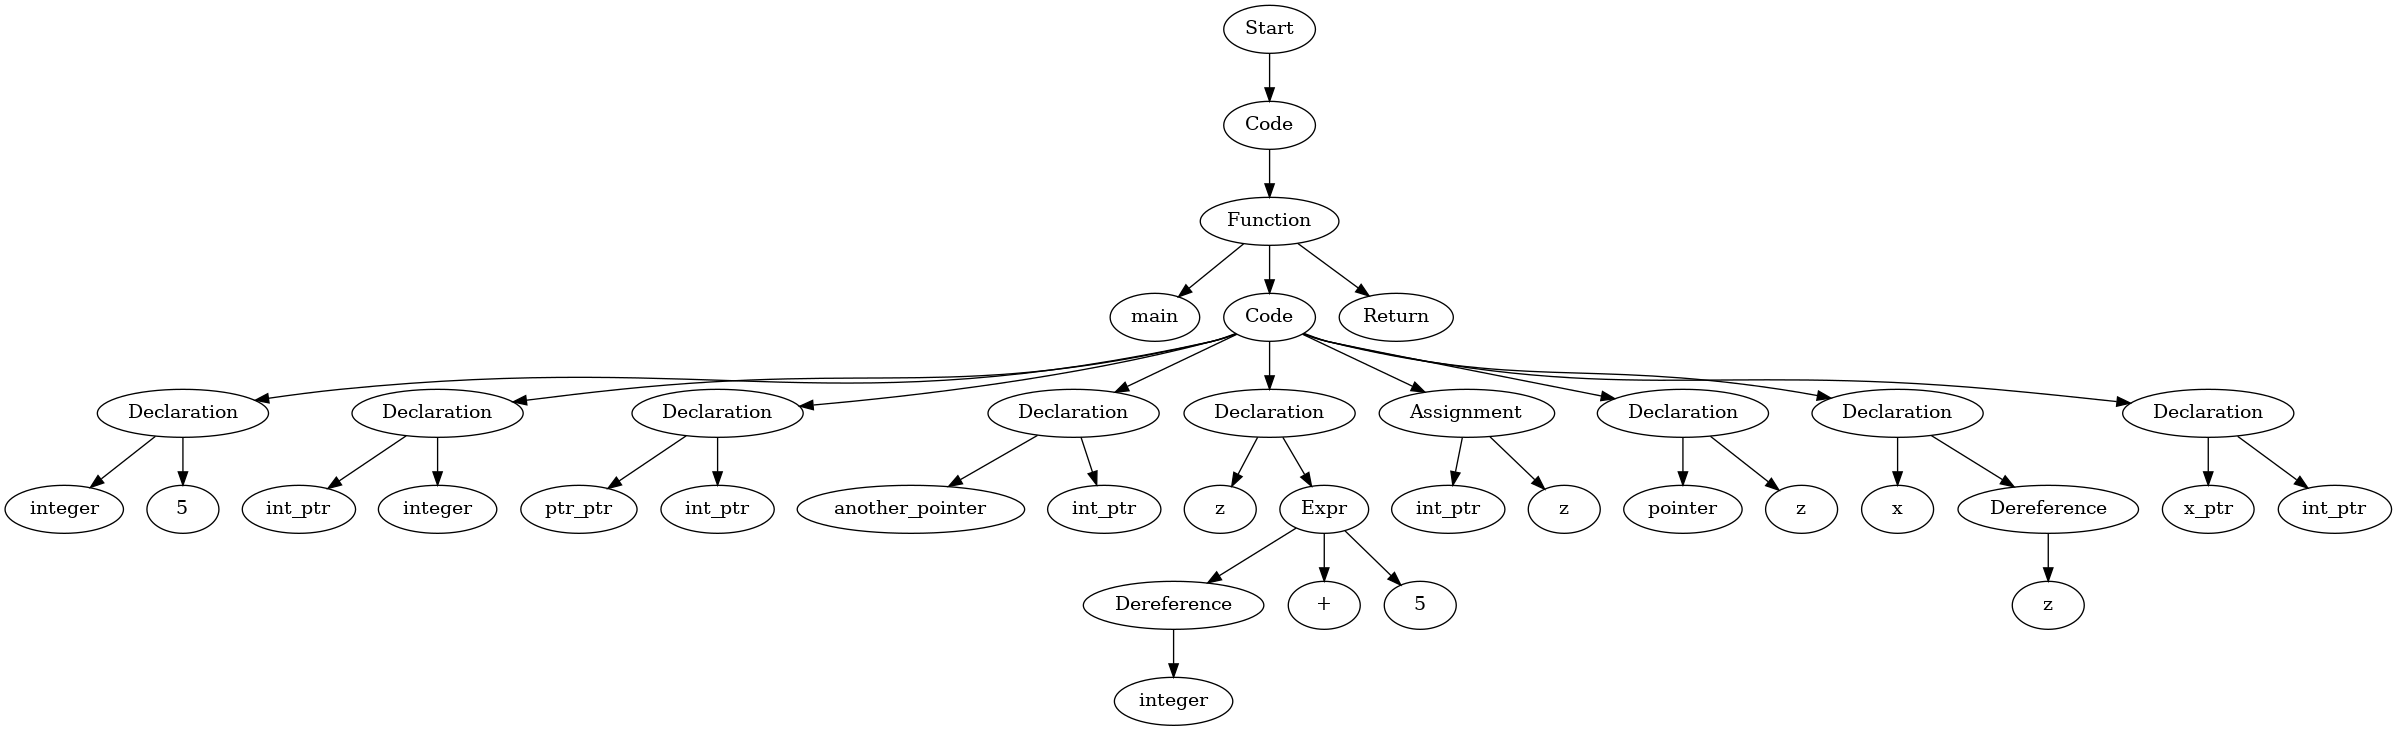 Start
Code
Function
main Code Return
Declaration Declaration Declaration Declaration Declaration Assignment Declaration Declaration Declaration
integer 5 int_ptr integer ptr_ptr int_ptr another_pointer int_ptr z Expr int_ptr z pointer z x Dereference x_ptr int_ptr
Dereference + 5 z
integer